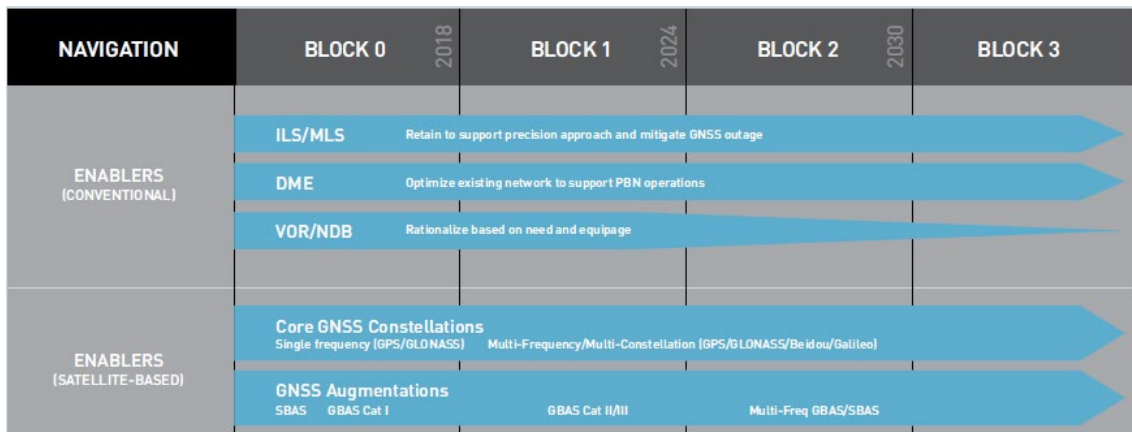 NAVIGATION
BLOCK 0
2018
BLOCK 1
2024
BLOCK 2
2030
BLOCK 3
ENABLERS
(CONVENTIONAL)
ILS/MLS Retain to support precision approach and mitigate GNSS outage
DME Optimize existing network to support PBN operations
VOR/NDB Rationalize based on need and equipage
ENABLERS
(SATELLITE-BASED)
Core GNSS Constellations
Single frequency (GPS/GLONASS) Multi-Frequency/Multi-Constellation (GPS/GLONASS/Beidou/Galileo)
GNSS Augmentations
SBAS GBAS Cat I GBAS Cat II/III Multi-Freq GBAS/SBAS